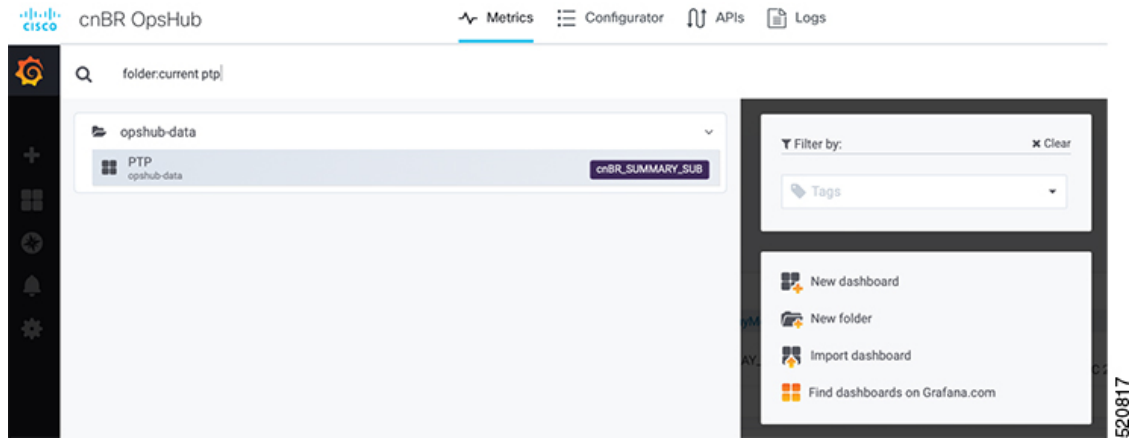 cisco
cnBR OpsHub
Metrics
Configurator
APIs
Logs
folder:current ptp
opshub-data
PTP
cnBR_SUMMARY_SUB
opshub-data
Filter by:
Clear
Tags
New dashboard
New folder
Import dashboard
Find dashboards on Grafana.com
520817